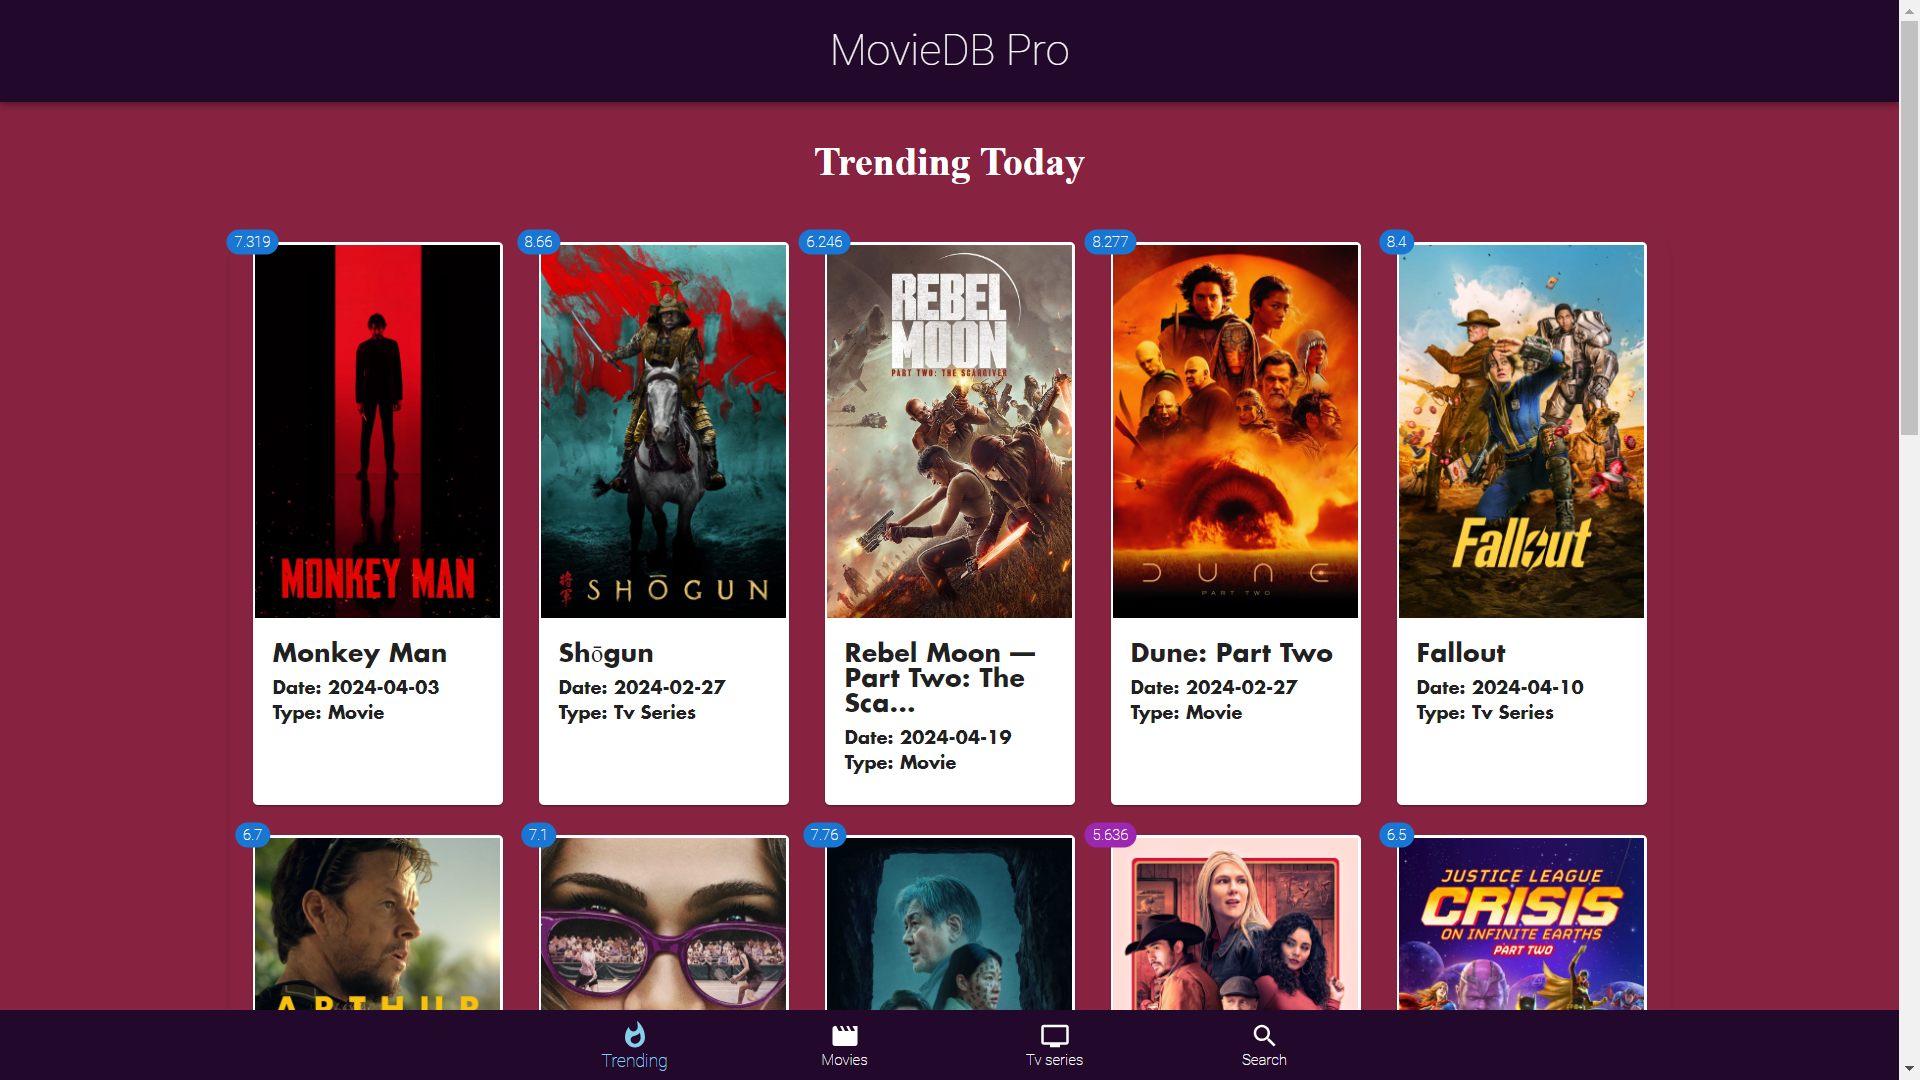 MovieDB Pro
Trending Today
7.319
8.66
6.246
8.277
8.4
MONKEY MAN
将軍 SHŌGUN
REBEL
MOON
PART TWO: THE SCARGIVER
DUNE
PART TWO
Fallout
Monkey Man
Date: 2024-04-03
Type: Movie
Shōgun
Date: 2024-02-27
Type: Tv Series
Rebel Moon —
Part Two: The
Sca...
Date: 2024-04-19
Type: Movie
Dune: Part Two
Date: 2024-02-27
Type: Movie
Fallout
Date: 2024-04-10
Type: Tv Series
6.7
7.1
7.76
5.636
6.5
ARTHUR
JUSTICE LEAGUE
CRISIS
ON INFINITE EARTHS
PART TWO
Trending
Movies
Tv series
Search